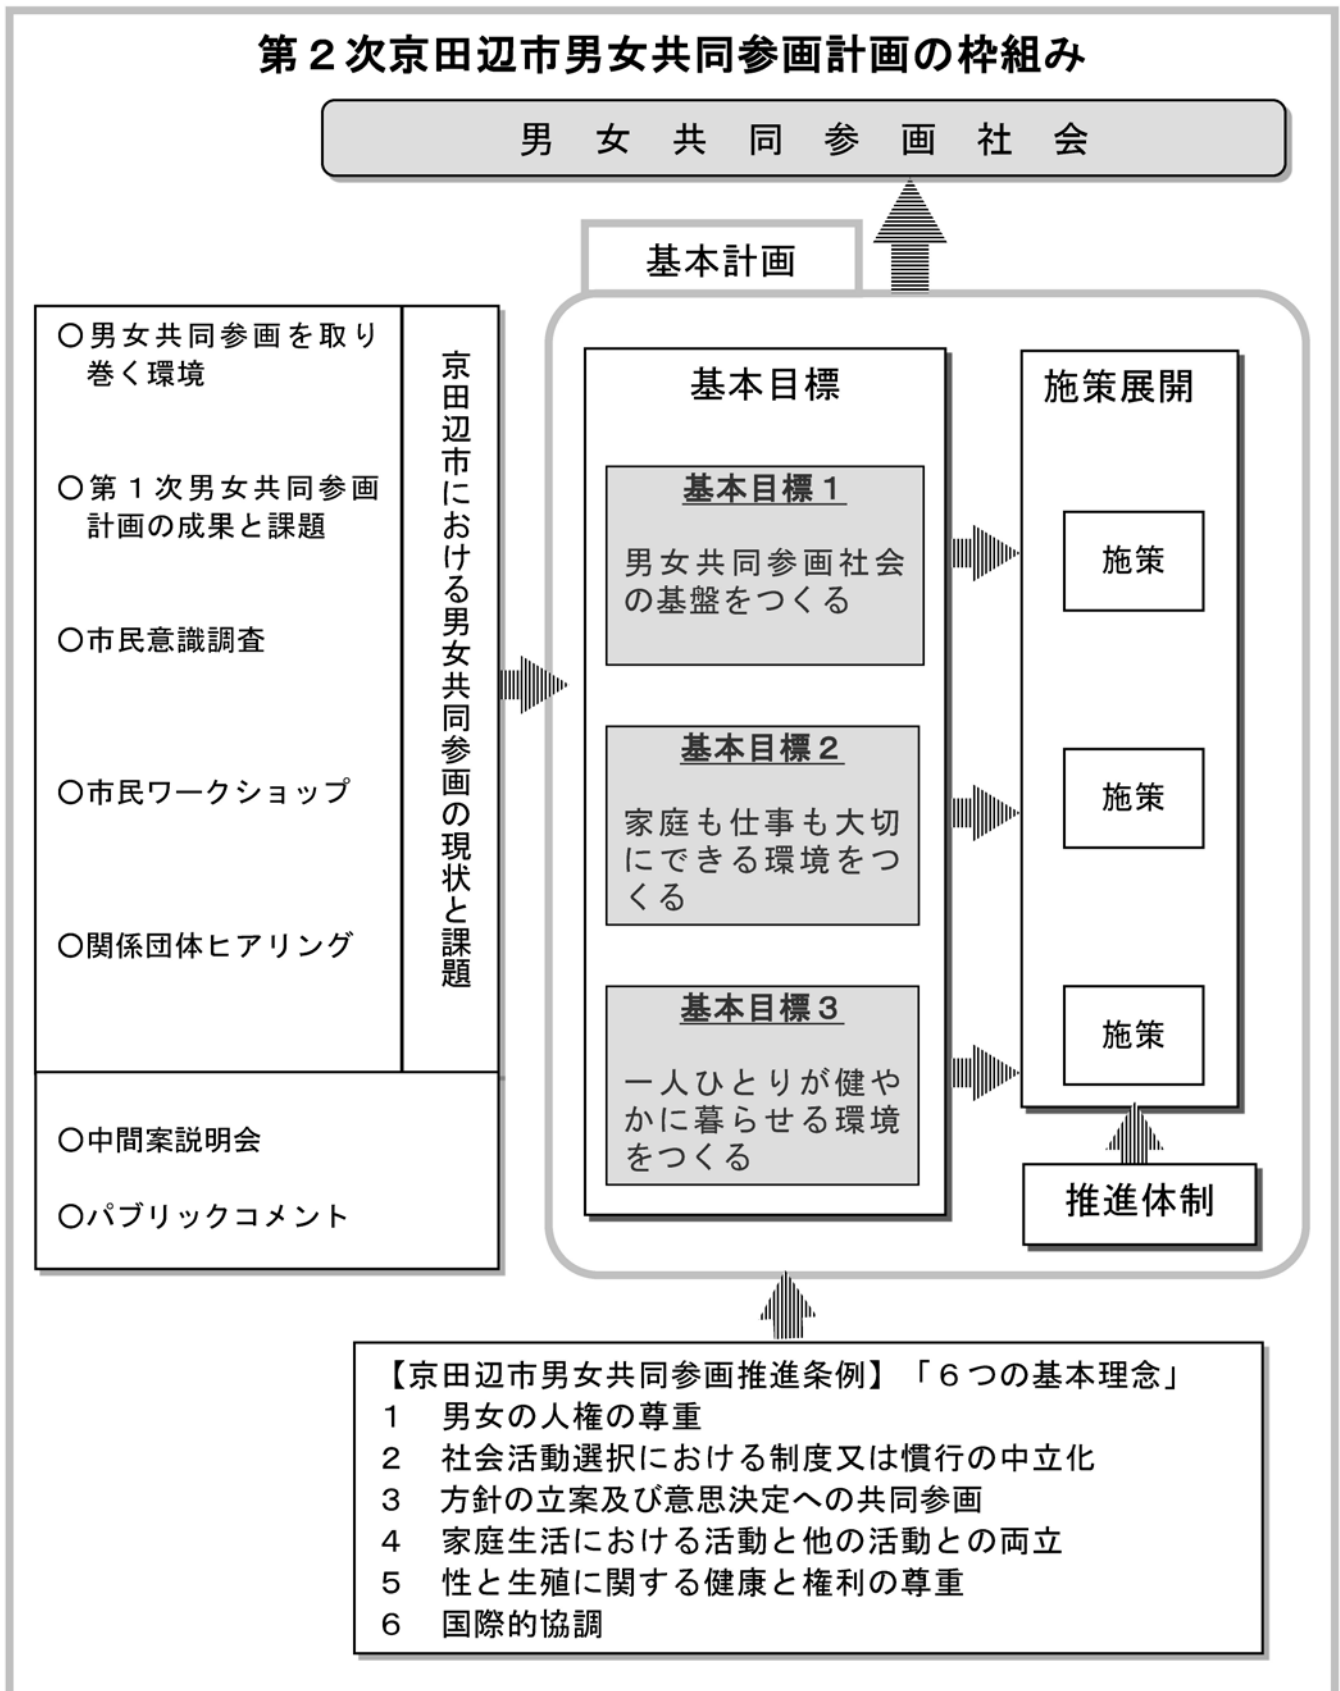 第２次京田辺市男女共同参画計画の枠組み
男女共同参画社会
基本計画
〇男女共同参画を取り
巻く環境
〇第１次男女共同参画
計画の成果と課題
〇市民意識調査
〇市民ワークショップ
〇関係団体ヒアリング
京田辺市における男女共同参画の現状と課題
〇中間案説明会
〇パブリックコメント
基本目標
基本目標１
男女共同参画社会
の基盤をつくる
基本目標２
家庭も仕事も大切
にできる環境をつ
くる
基本目標３
一人ひとりが健や
かに暮らせる環境
をつくる
施策展開
施策
施策
施策
推進体制
【京田辺市男女共同参画推進条例】「６つの基本理念」
１　男女の人権の尊重
２　社会活動選択における制度又は慣行の中立化
３　方針の立案及び意思決定への共同参画
４　家庭生活における活動と他の活動との両立
５　性と生殖に関する健康と権利の尊重
６　国際的協調